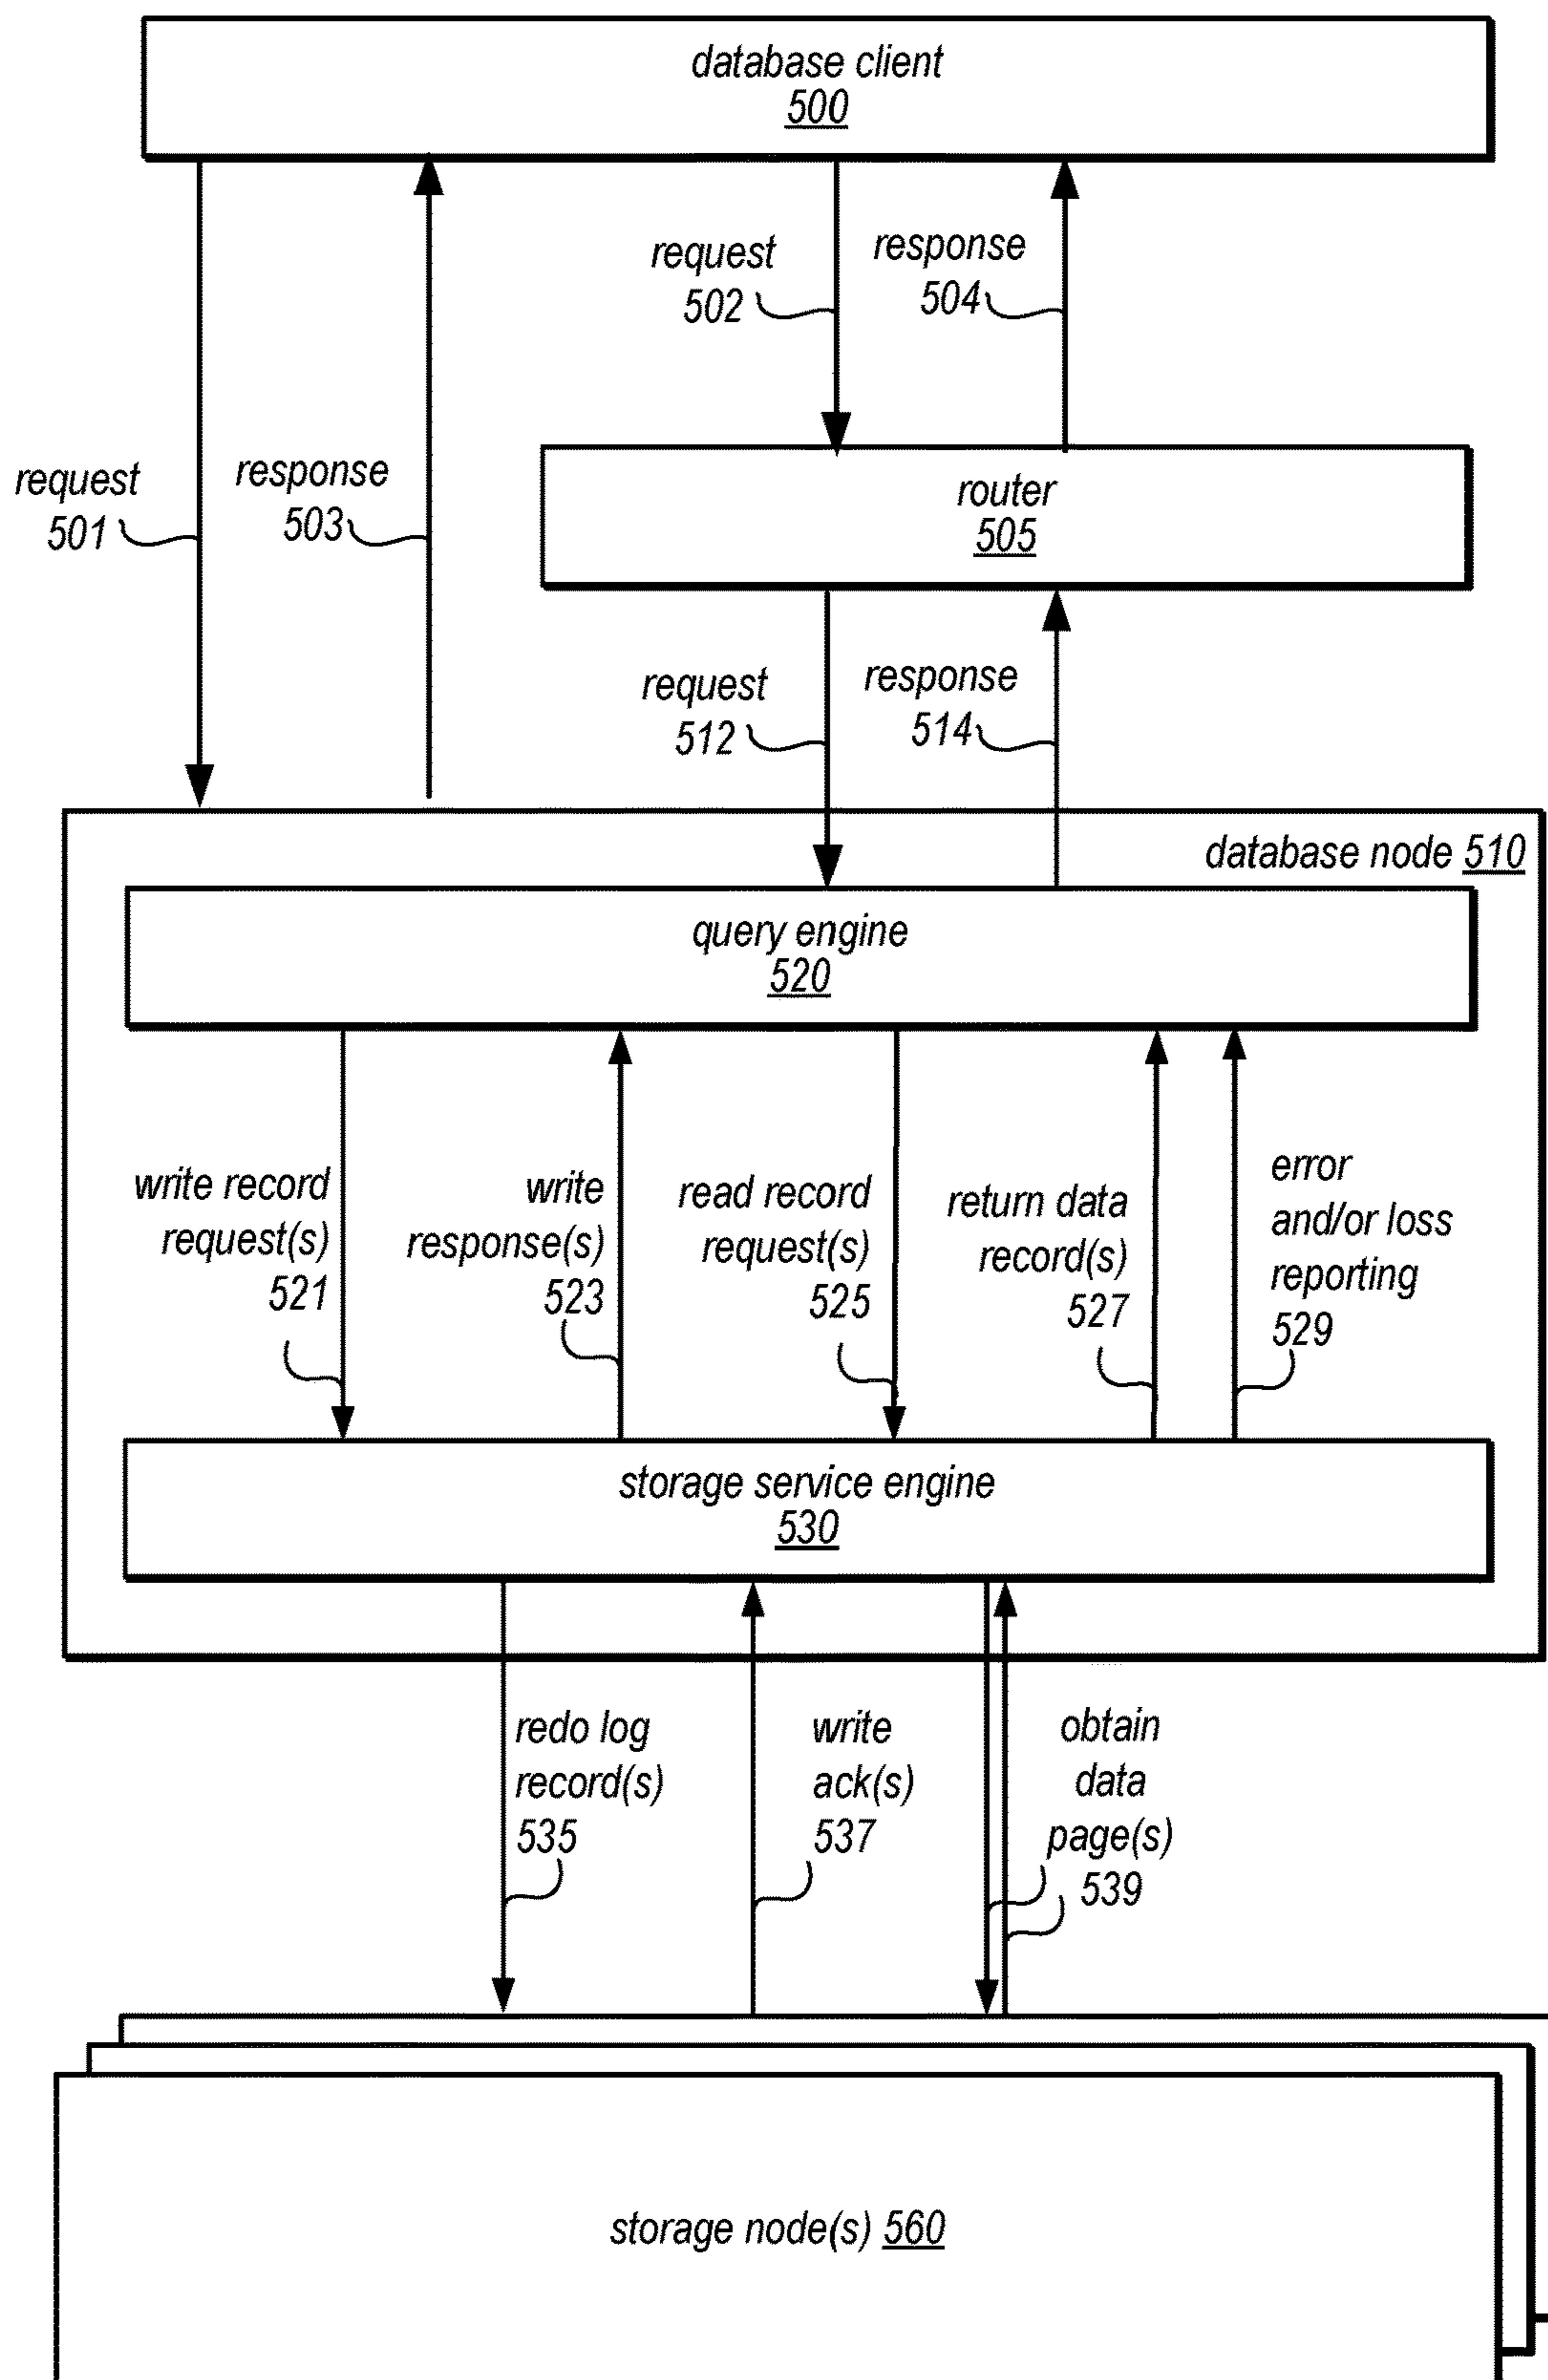 database client
500
request
502
response
504
request
501
response
503
router
505
request
512
response
514
database node 510
query engine
520
write record
request(s)
521
write
response(s)
523
read record
request(s)
525
return data
record(s)
527
error
and/or loss
reporting
529
storage service engine
530
redo log
record(s)
535
write
ack(s)
537
obtain
data
page(s)
539
storage node(s) 560